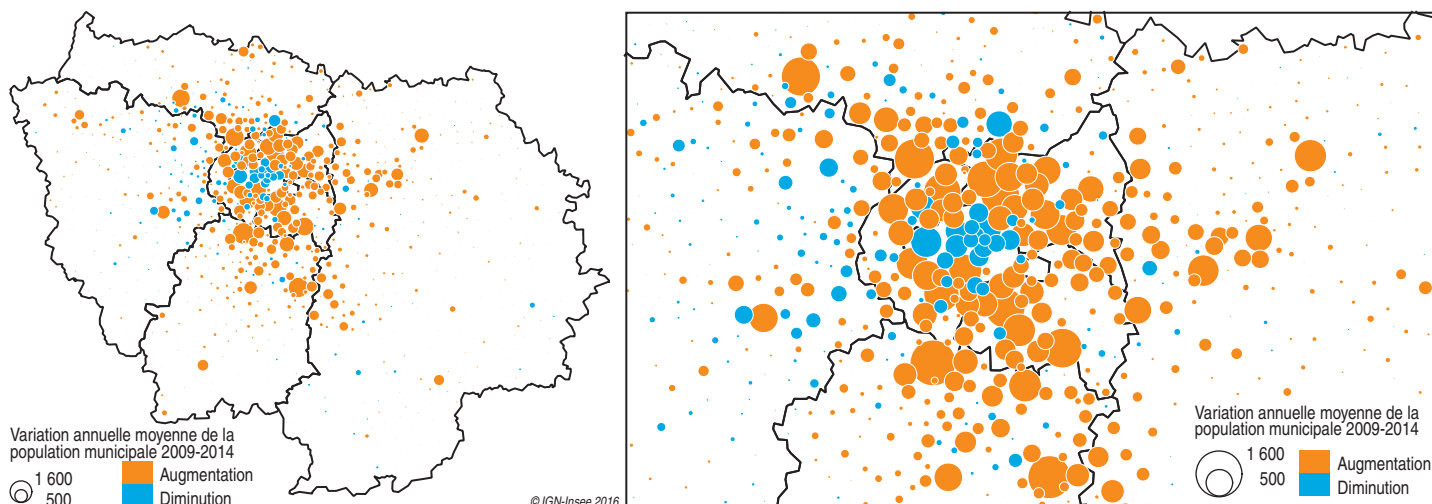 Variation annuelle moyenne de la
population municipale 2009-2014
1 600
500
Augmentation
Diminution
© IGN-Insee 2016
Variation annuelle moyenne de la
population municipale 2009-2014
1 600
500
Augmentation
Diminution